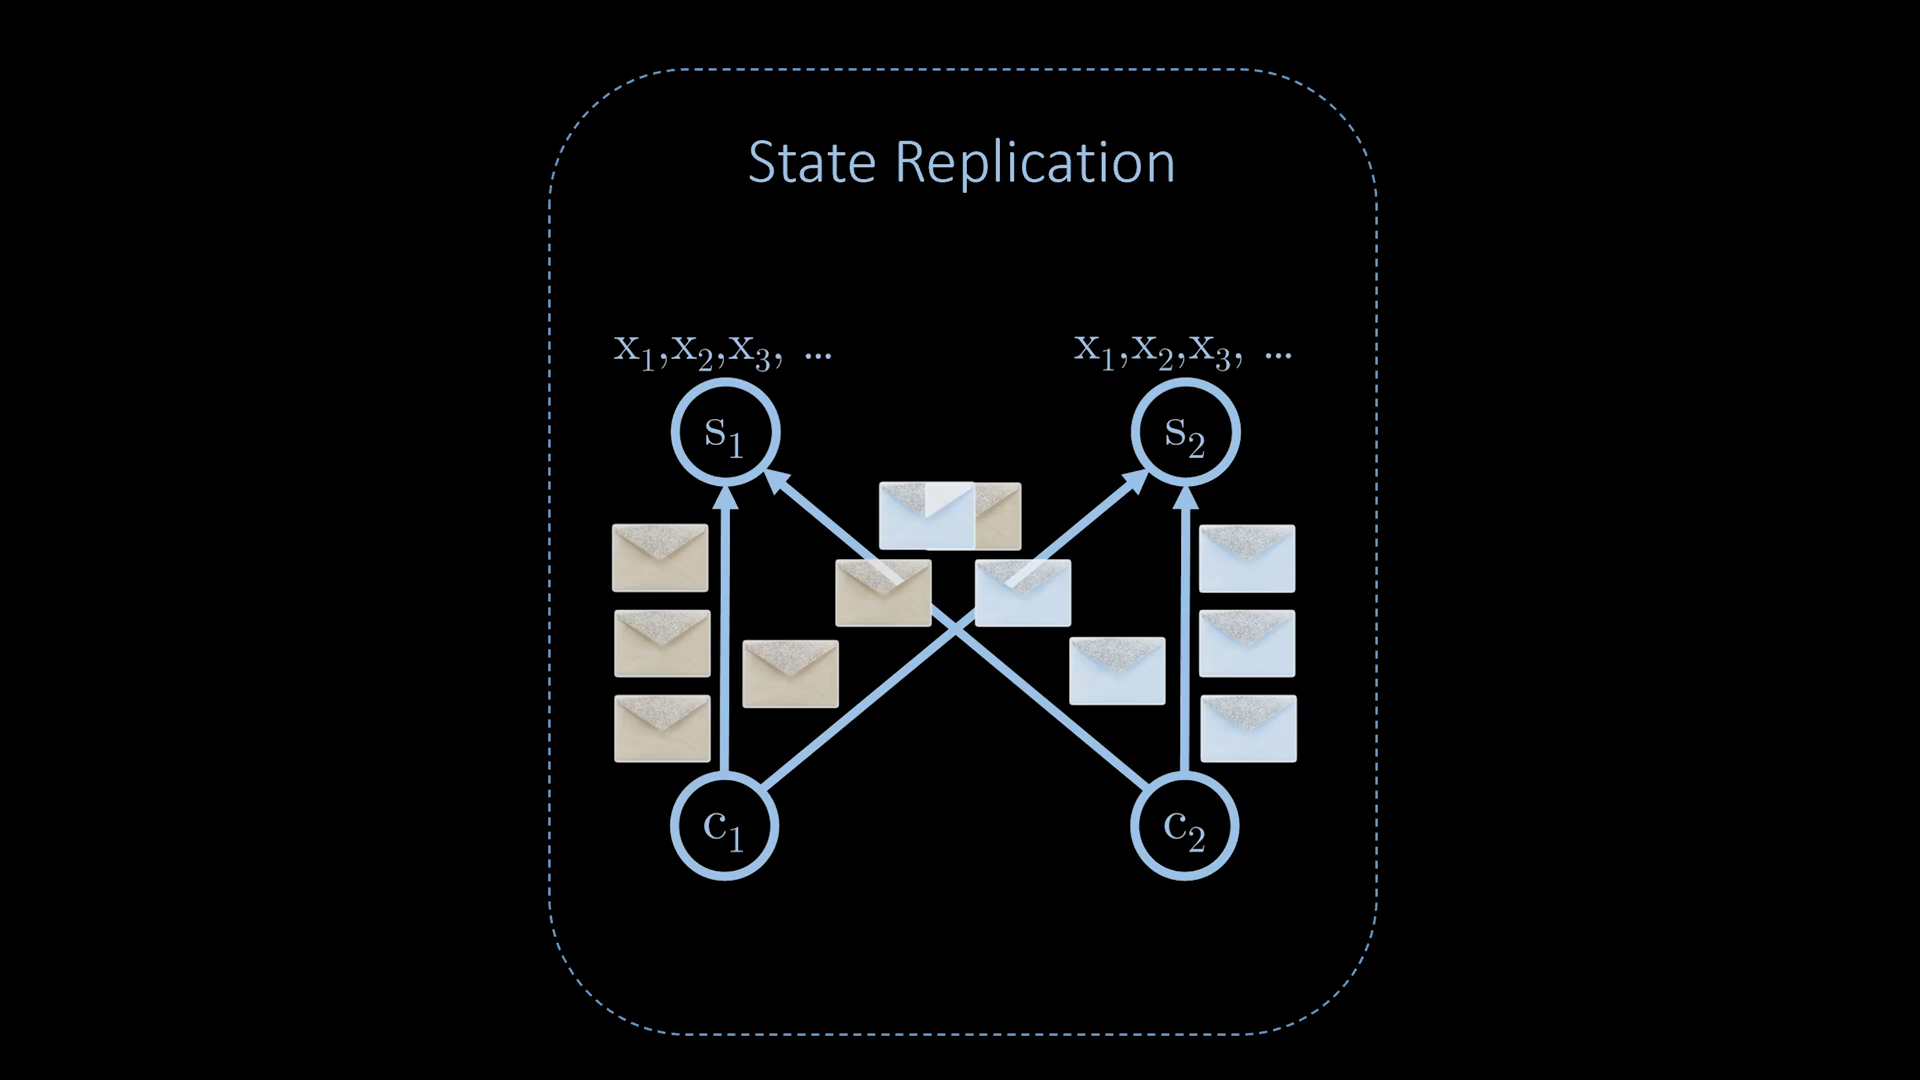 State Replication
x₁,x₂,x₃, ... x₁,x₂,x₃, ...
s₁ s₂
c₁ c₂